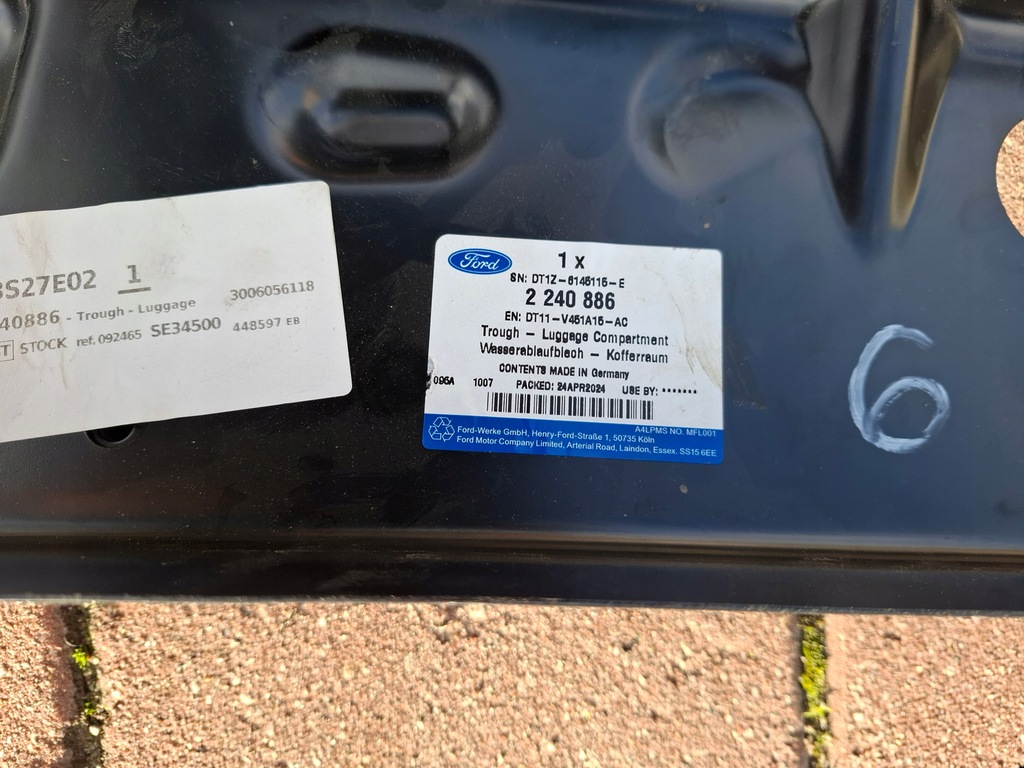 3S27E02 1
40886 - Trough - Luggage 3006056118
T STOCK ref. 092465 SE34500 448597 EB
Ford
1 x
SN: DT1Z-6145115-E
2 240 886
EN: DT11-V451A15-AC
Trough - Luggage Compartment
Wasserablaufblech - Kofferraum
CONTENTS MADE IN Germany
096A 1007 PACKED: 24APR2024 USE BY: *******
A4LPMS NO. MFL001
Ford-Werke GmbH, Henry-Ford-Straße 1, 50735 Köln
Ford Motor Company Limited, Arterial Road, Laindon, Essex. SS15 6EE
6